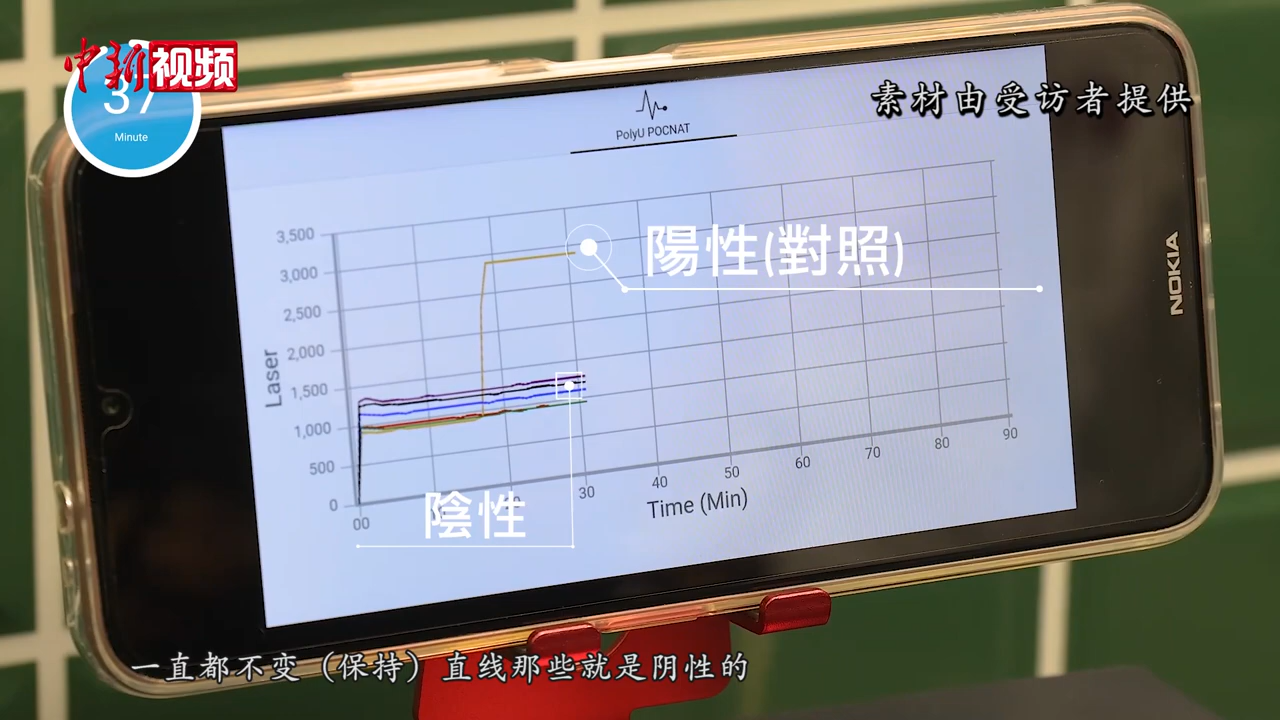 中新视频
37
Minute
素材由受访者提供
PolyU POCNAT
NOKIA
陽性(對照)
3,500
3,000
2,500
2,000
1,500
1,000
500
0
Laser
陰性
00
30
40
50
60
70
80
90
Time (Min)
一直都不变（保持）直线那些就是阴性的